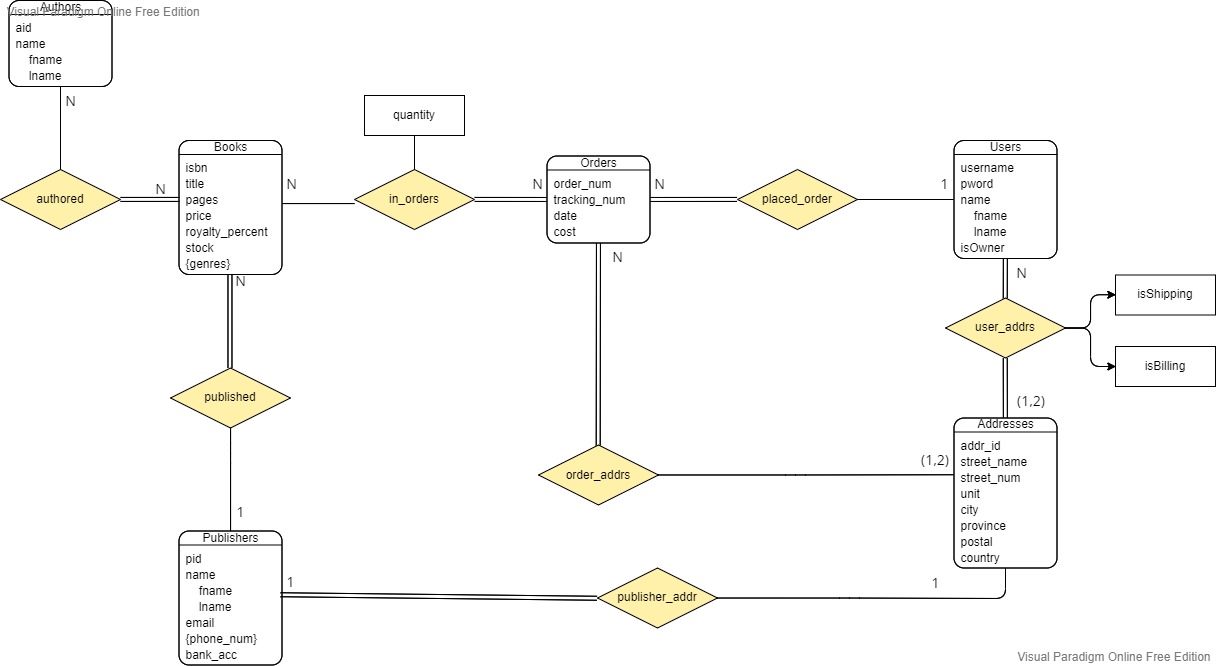 Authors
Visual Paradigm Online Free Edition
aid
name
fname
lname
N
authored
N
Books
isbn
title
pages
price
royalty_percent
stock
{genres}
N
quantity
in_orders
N
Orders
order_num
tracking_num
date
cost
N
placed_order
1
Users
username
pword
name
fname
lname
isOwner
N
N
N
user_addrs
isShipping
isBilling
published
(1,2)
Addresses
addr_id
street_name
street_num
unit
city
province
postal
country
order_addrs
(1,2)
1
Publishers
pid
name
fname
lname
email
{phone_num}
bank_acc
1
publisher_addr
1
Visual Paradigm Online Free Edition